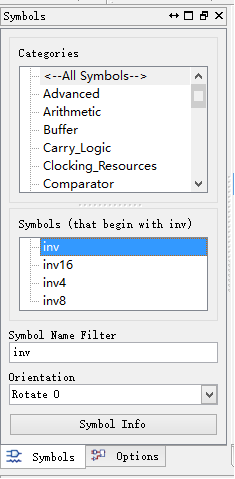 Symbols
Categories
<--All Symbols-->
Advanced
Arithmetic
Buffer
Carry_Logic
Clocking_Resources
Comparator
Symbols (that begin with inv)
inv
inv16
inv4
inv8
Symbol Name Filter
inv
Orientation
Rotate 0
Symbol Info
Symbols
Options